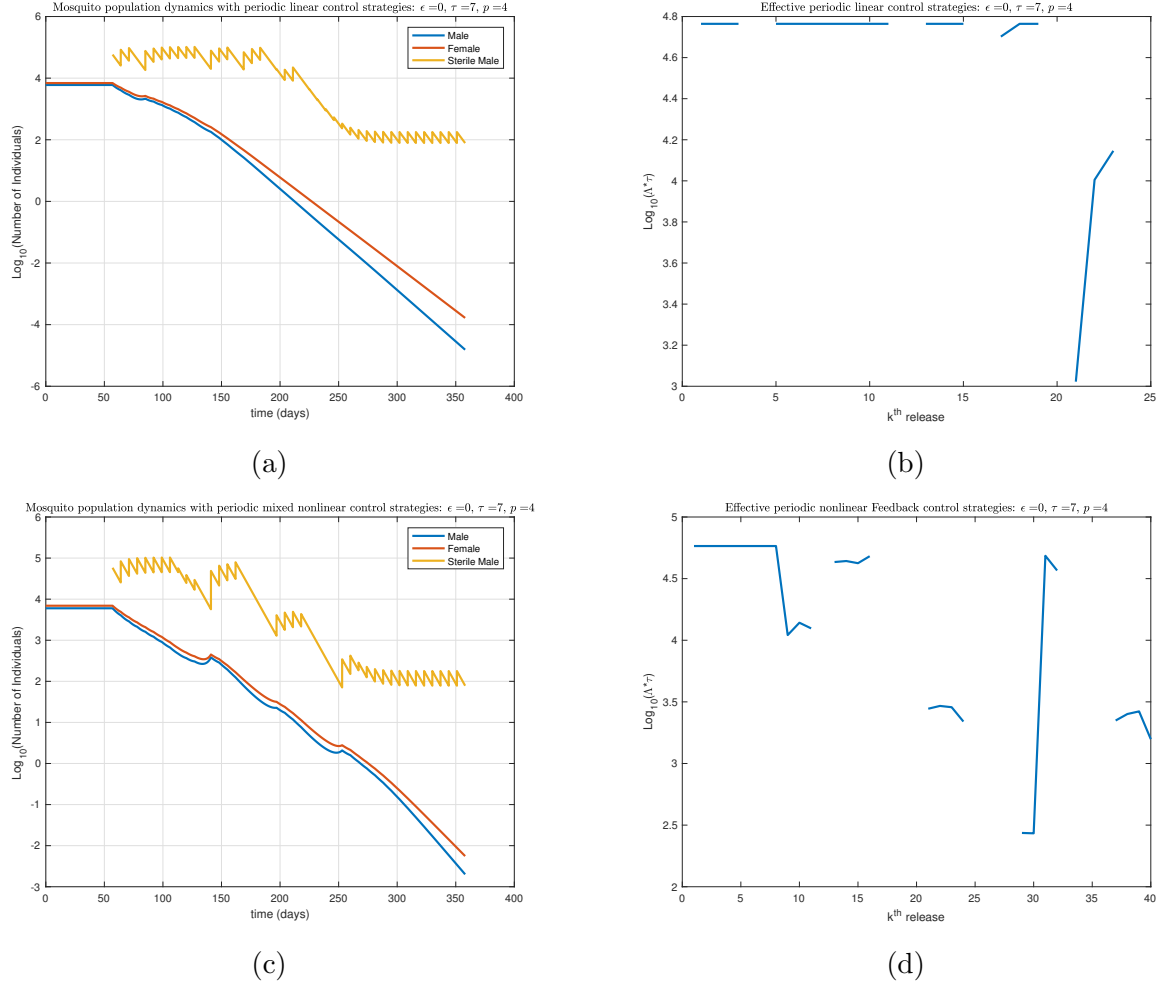 Mosquito population dynamics with periodic linear control strategies: ϵ =0, τ =7, p =4
6
4
2
0
-2
-4
-6
Log10(Number of Individuals)
Male
Female
Sterile Male
0 50 100 150 200 250 300 350 400
time (days)
(a)
Effective periodic linear control strategies: ϵ =0, τ =7, p =4
4.8
4.6
4.4
4.2
4
3.8
3.6
3.4
3.2
3
Log10(Λ*τ)
0 5 10 15 20 25
kth release
(b)
Mosquito population dynamics with periodic mixed nonlinear control strategies: ϵ =0, τ =7, p =4
6
5
4
3
2
1
0
-1
-2
-3
Log10(Number of Individuals)
Male
Female
Sterile Male
0 50 100 150 200 250 300 350 400
time (days)
(c)
Effective periodic nonlinear Feedback control strategies: ϵ =0, τ =7, p =4
5
4.5
4
3.5
3
2.5
2
Log10(Λ*τ)
0 5 10 15 20 25 30 35 40
kth release
(d)